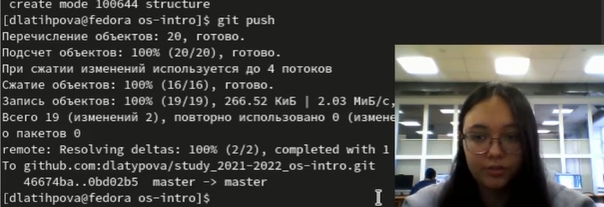 create mode 100644 structure
[dlatihpova@fedora os-intro]$ git push
Перечисление объектов: 20, готово.
Подсчет объектов: 100% (20/20), готово.
При сжатии изменений используется до 4 потоков
Сжатие объектов: 100% (16/16), готово.
Запись объектов: 100% (19/19), 266.52 КиБ | 2.03 МиБ/с,
Всего 19 (изменений 2), повторно использовано 0 (измене
о пакетов 0
remote: Resolving deltas: 100% (2/2), completed with 1
To github.com:dlatypova/study_2021-2022_os-intro.git
46674ba..0bd02b5 master -> master
[dlatihpova@fedora os-intro]$